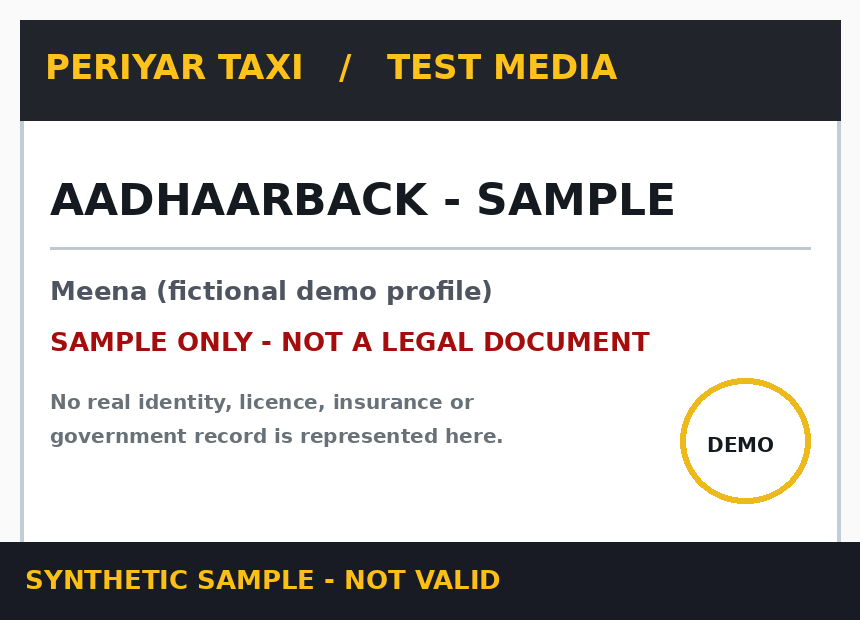 PERIYAR TAXI / TEST MEDIA
AADHAARBACK - SAMPLE
Meena (fictional demo profile)
SAMPLE ONLY - NOT A LEGAL DOCUMENT
No real identity, licence, insurance or
government record is represented here.
DEMO
SYNTHETIC SAMPLE - NOT VALID